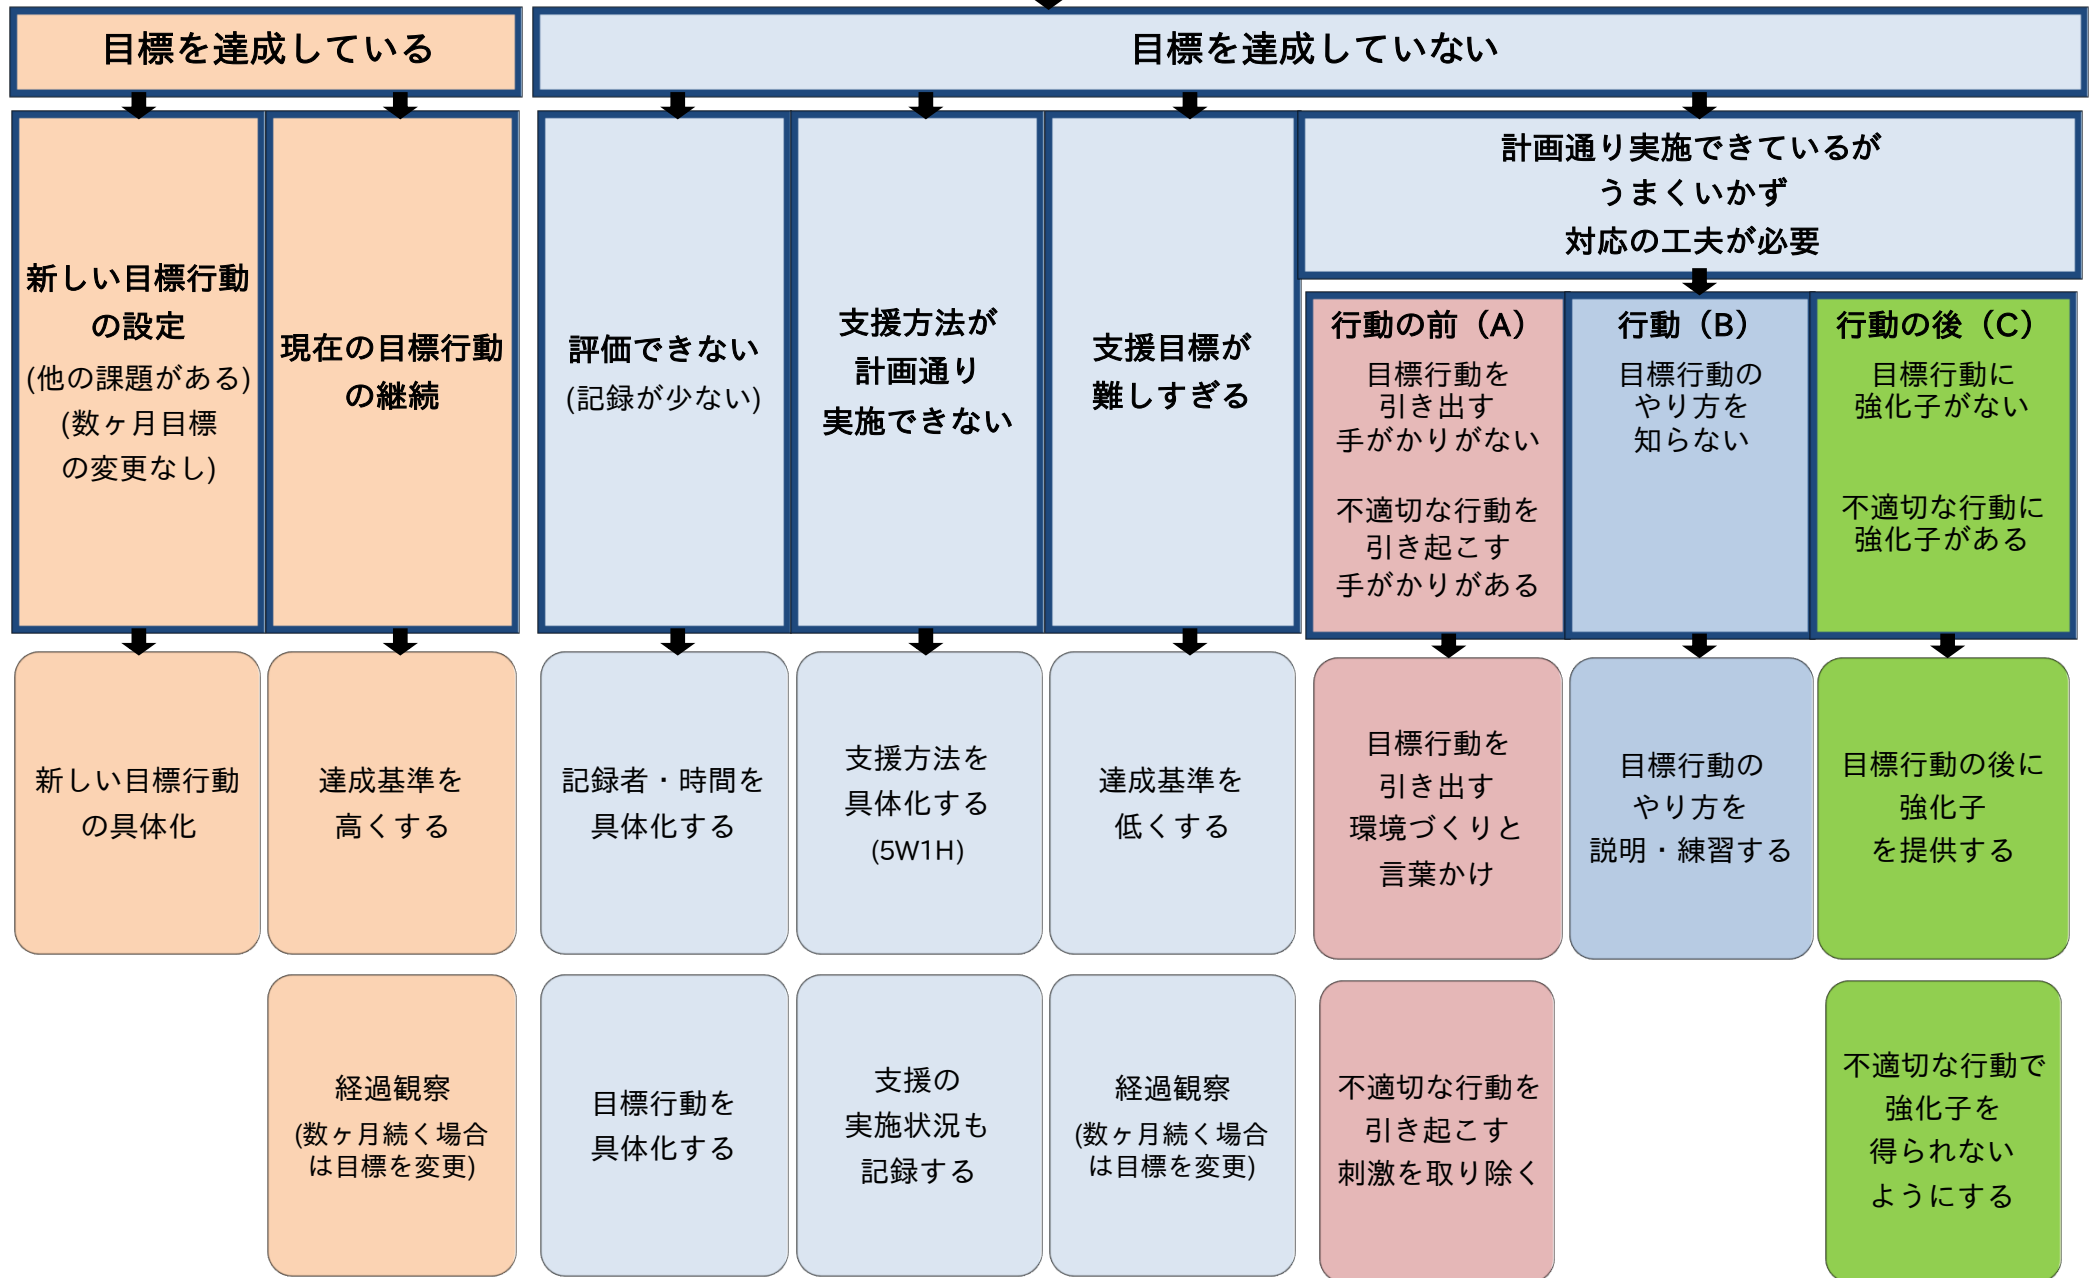 目標を達成している
目標を達成していない
新しい目標行動
の設定
(他の課題がある)
(数ヶ月目標
の変更なし)
現在の目標行動
の継続
評価できない
(記録が少ない)
支援方法が
計画通り
実施できない
支援目標が
難しすぎる
計画通り実施できているが
うまくいかず
対応の工夫が必要
行動の前（A）
目標行動を
引き出す
手がかりがない
不適切な行動を
引き起こす
手がかりがある
行動（B）
目標行動の
やり方を
知らない
行動の後（C）
目標行動に
強化子がない
不適切な行動に
強化子がある
新しい目標行動
の具体化
達成基準を
高くする
記録者・時間を
具体化する
支援方法を
具体化する
(5W1H)
達成基準を
低くする
目標行動を
引き出す
環境づくりと
言葉かけ
目標行動の
やり方を
説明・練習する
目標行動の後に
強化子
を提供する
経過観察
(数ヶ月続く場合
は目標を変更)
目標行動を
具体化する
支援の
実施状況も
記録する
経過観察
(数ヶ月続く場合
は目標を変更)
不適切な行動を
引き起こす
刺激を取り除く
不適切な行動で
強化子を
得られない
ようにする